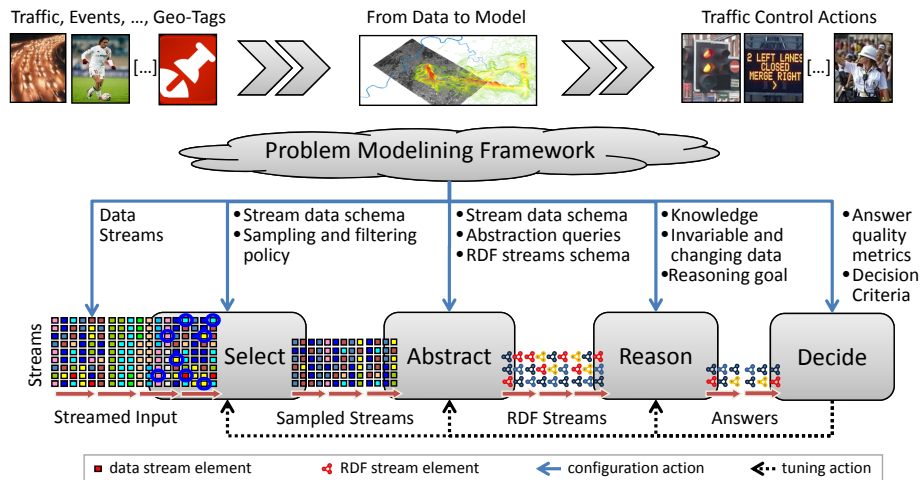 Traffic, Events, …, Geo-Tags
From Data to Model
Traffic Control Actions
[...]
2 LEFT LANES
CLOSED
MERGE RIGHT
>
[...]
Problem Modelining Framework
Data
Streams
•Stream data schema
•Sampling and filtering
policy
•Stream data schema
•Abstraction queries
•RDF streams schema
•Knowledge
•Invariable and
changing data
•Reasoning goal
•Answer
quality
metrics
•Decision
Criteria
Streams
Select
Abstract
Reason
Decide
Streamed Input
Sampled Streams
RDF Streams
Answers
data stream element
RDF stream element
configuration action
tuning action